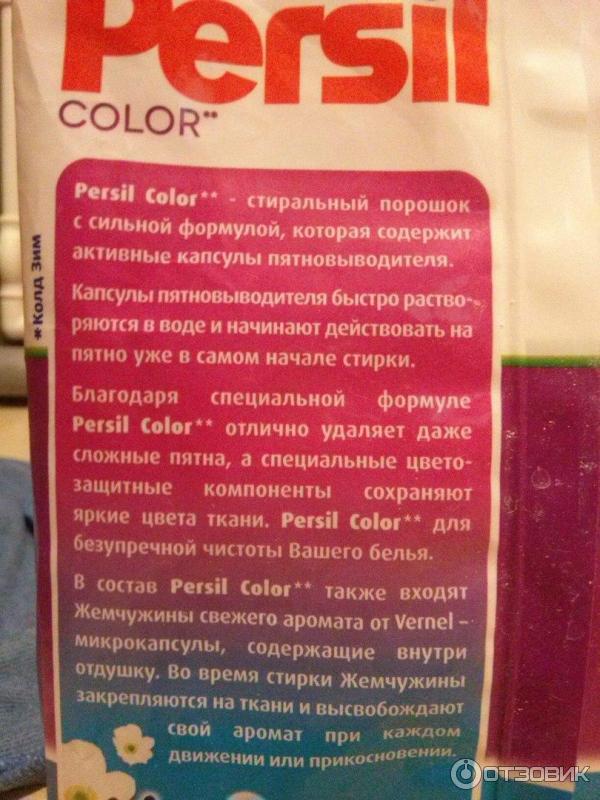 Persil
COLOR**
Persil Color** - стиральный порошок
с сильной формулой, которая содержит
активные капсулы пятновыводителя.
Капсулы пятновыводителя быстро раство-
ряются в воде и начинают действовать на
пятно уже в самом начале стирки.
Благодаря специальной формуле
Persil Color** отлично удаляет даже
сложные пятна, а специальные цвето-
защитные компоненты сохраняют
яркие цвета ткани. Persil Color** для
безупречной чистоты Вашего белья.
В состав Persil Color** также входят
Жемчужины свежего аромата от Vernel –
микрокапсулы, содержащие внутри
отдушку. Во время стирки Жемчужины
закрепляются на ткани и высвобождают
свой аромат при каждом
движении или прикосновении.
*Колд Зим
ОТЗОВИК